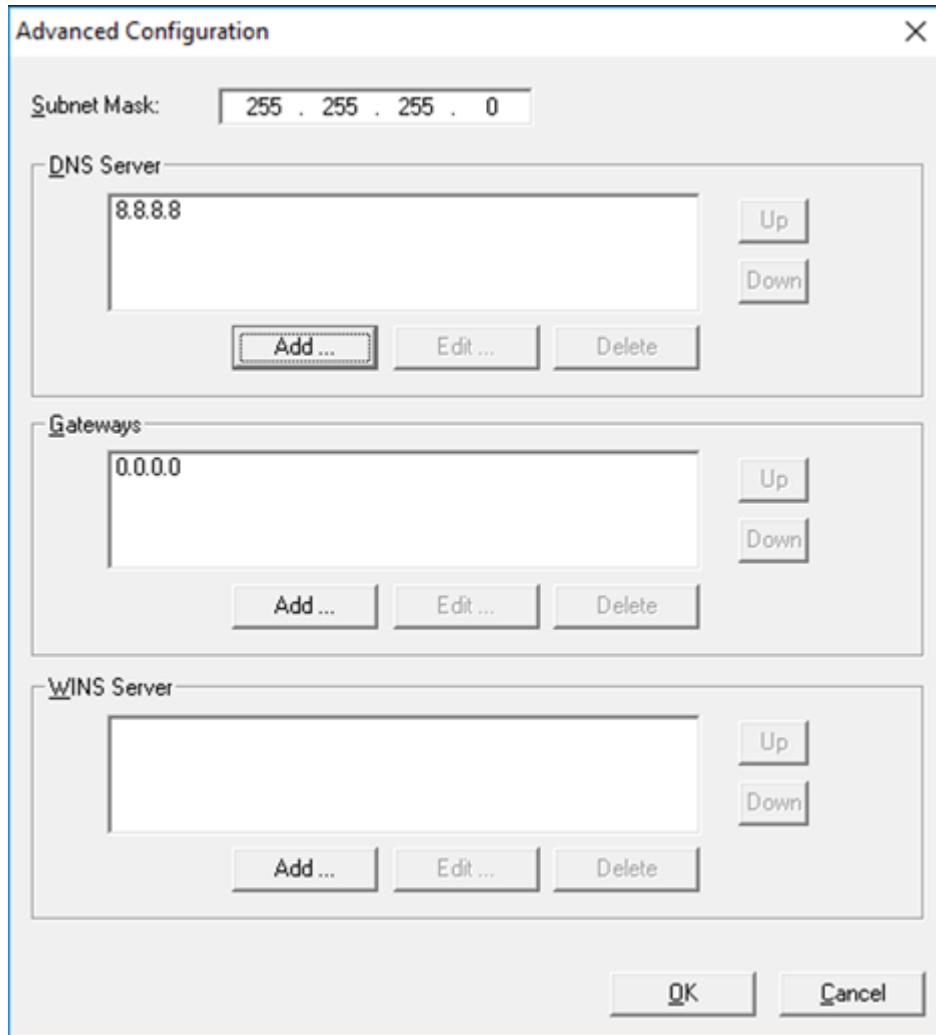 Advanced Configuration
Subnet Mask: 255 . 255 . 255 . 0
DNS Server
8.8.8.8
Up
Down
Add ... Edit ... Delete
Gateways
0.0.0.0
Up
Down
Add ... Edit ... Delete
WINS Server
Up
Down
Add ... Edit ... Delete
OK Cancel